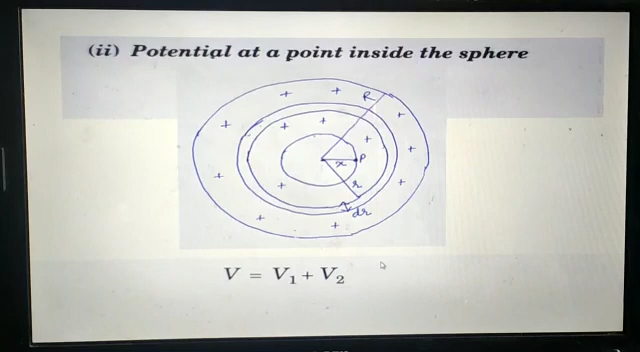 (ii) Potential at a point inside the sphere
+ + R
+ + + + +
+
x P
+ r +
+ dr
+ +
V = V₁ + V₂